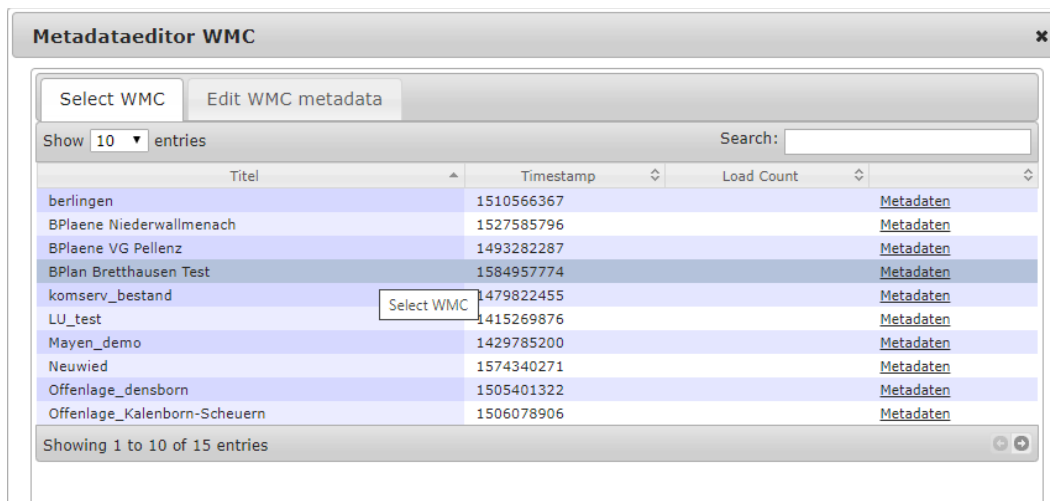 Metadataeditor WMC
Select WMC Edit WMC metadata
Show 10 entries Search:
Titel Timestamp Load Count
berlingen 1510566367 Metadaten
BPlaene Niederwallmenach 1527585796 Metadaten
BPlaene VG Pellenz 1493282287 Metadaten
BPlan Bretthausen Test 1584957774 Metadaten
komserv_bestand 1479822455 Metadaten
Select WMC
LU_test 1415269876 Metadaten
Mayen_demo 1429785200 Metadaten
Neuwied 1574340271 Metadaten
Offenlage_densborn 1505401322 Metadaten
Offenlage_Kalenborn-Scheuern 1506078906 Metadaten
Showing 1 to 10 of 15 entries